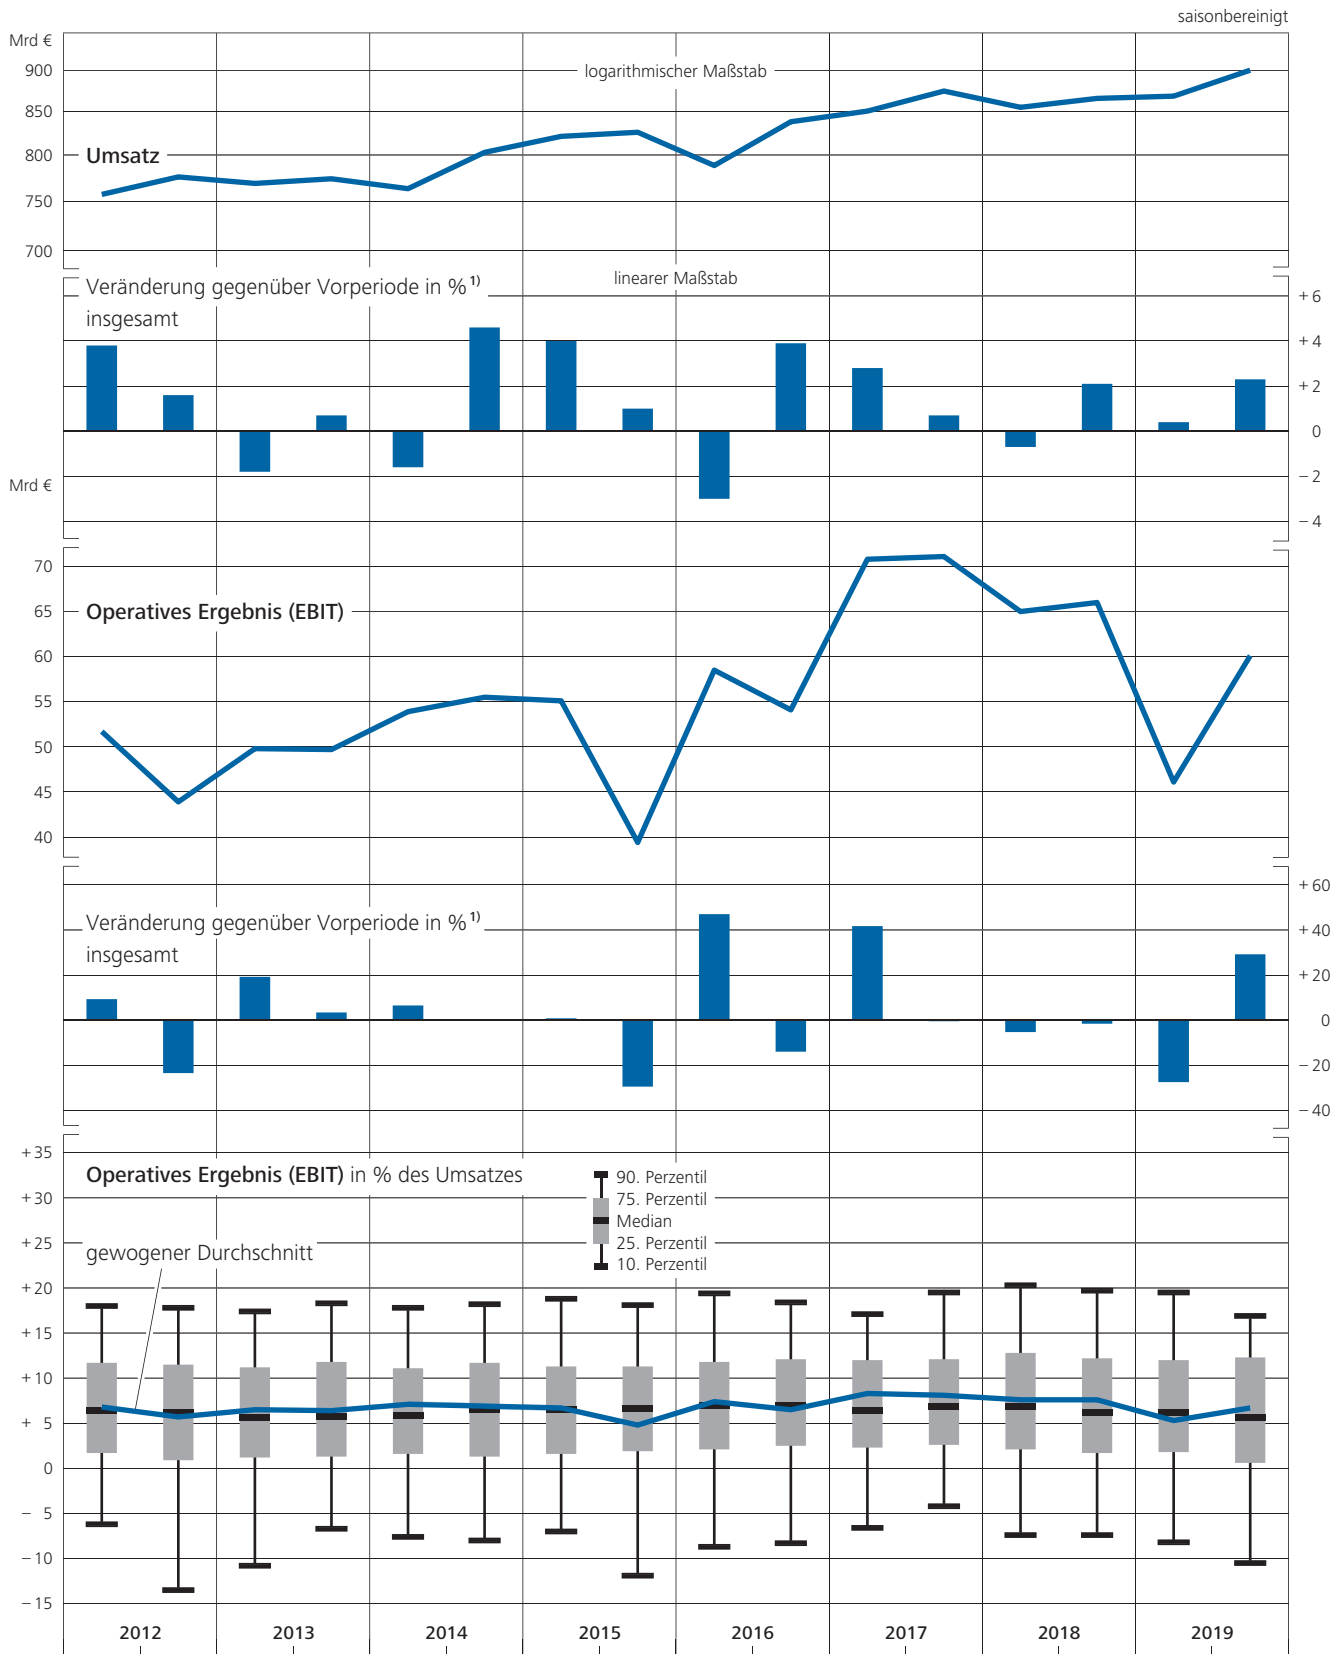 saisonbereinigt
Mrd €
900
logarithmischer Maßstab
850
800
Umsatz
750
700
linearer Maßstab
Veränderung gegenüber Vorperiode in % 1)
insgesamt
+ 6
+ 4
+ 2
0
− 2
− 4
Mrd €
70
65
Operatives Ergebnis (EBIT)
60
55
50
45
40
+ 60
Veränderung gegenüber Vorperiode in % 1)
insgesamt
+ 40
+ 20
0
− 20
− 40
+ 35
Operatives Ergebnis (EBIT) in % des Umsatzes
90. Perzentil
75. Perzentil
Median
25. Perzentil
10. Perzentil
+ 30
+ 25
gewogener Durchschnitt
+ 20
+ 15
+ 10
+ 5
0
− 5
− 10
− 15
2012 2013 2014 2015 2016 2017 2018 2019